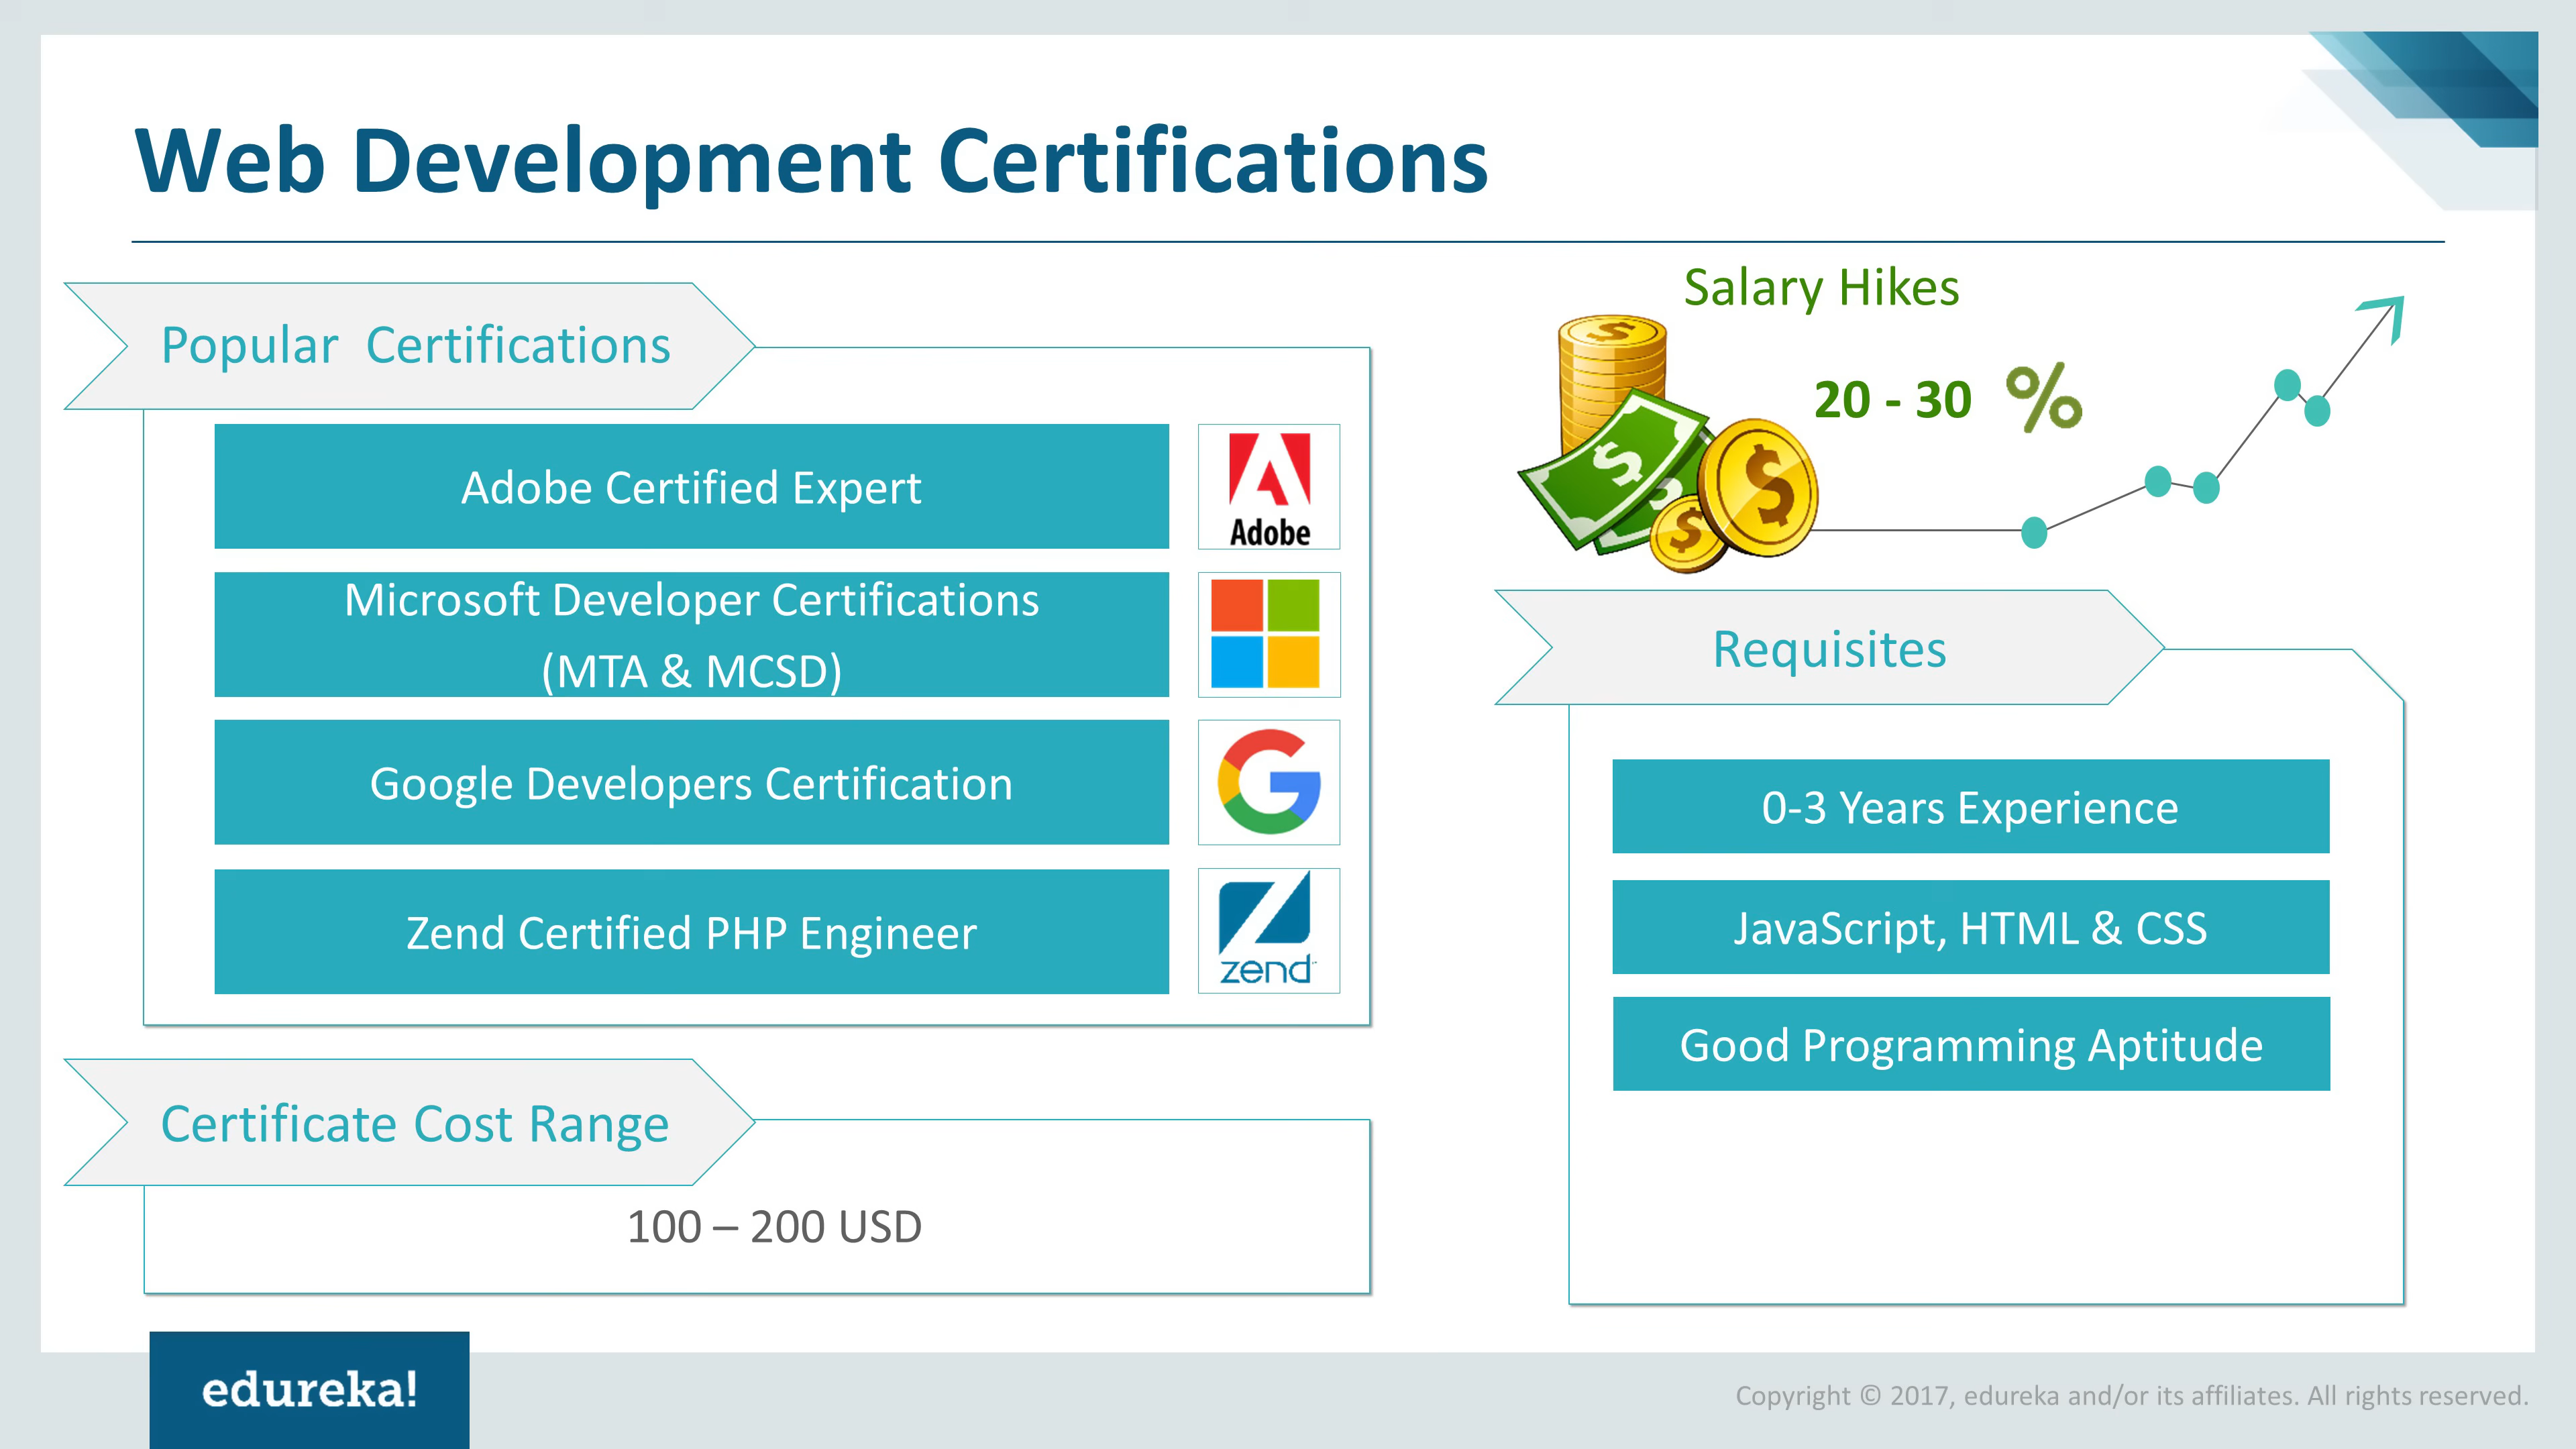 Web Development Certifications
Popular Certifications
Adobe Certified Expert
Adobe
Microsoft Developer Certifications
(MTA & MCSD)
Google Developers Certification
G
Zend Certified PHP Engineer
zend
Certificate Cost Range
100 – 200 USD
Salary Hikes
20 - 30 %
Requisites
0-3 Years Experience
JavaScript, HTML & CSS
Good Programming Aptitude
edureka!
Copyright © 2017, edureka and/or its affiliates. All rights reserved.